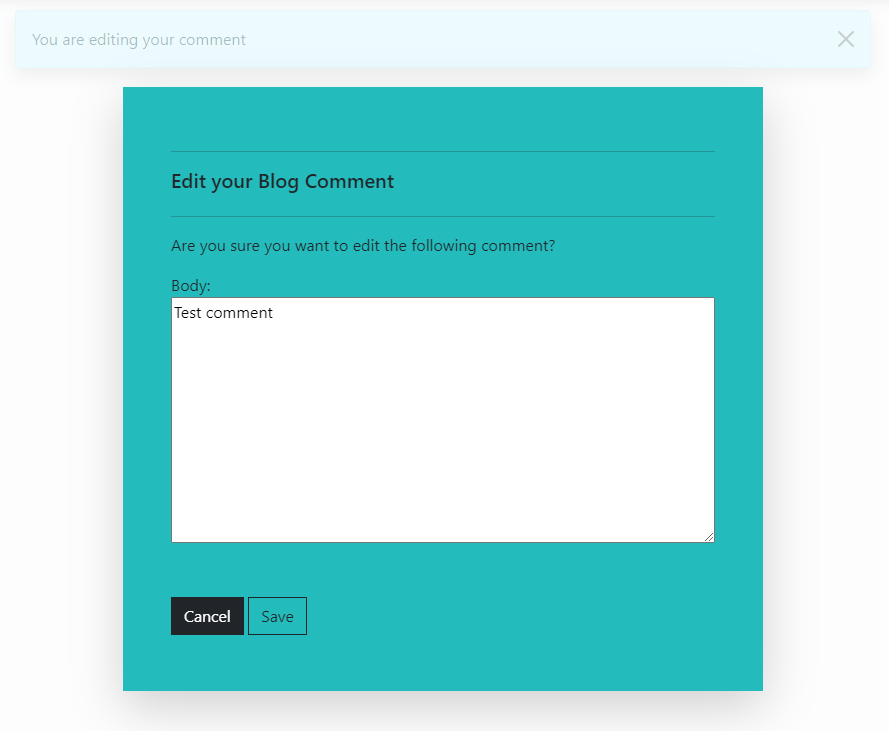 You are editing your comment
Edit your Blog Comment
Are you sure you want to edit the following comment?
Body:
Test comment
Cancel Save